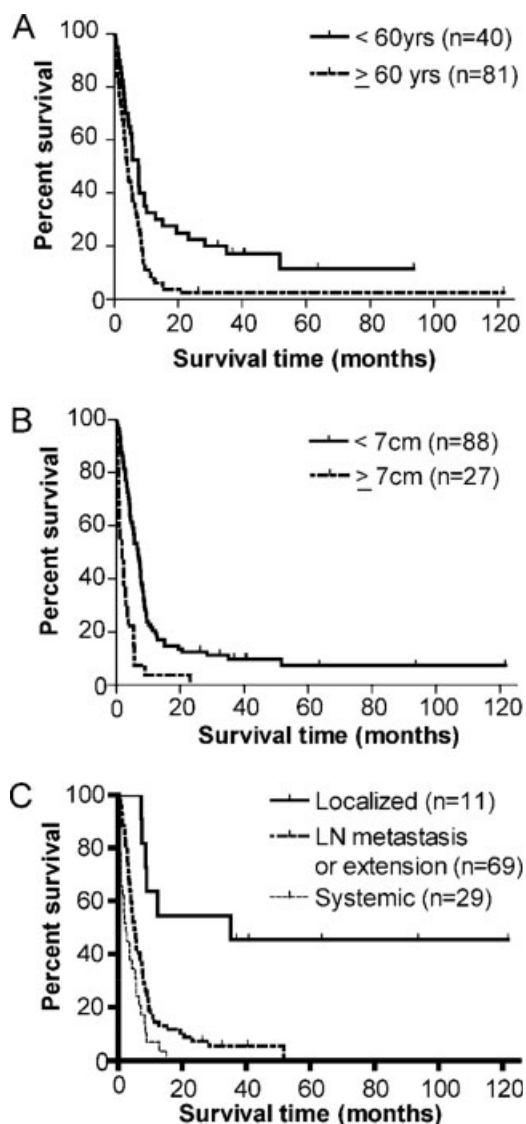 A
100
80
60
40
20
0
Percent survival
< 60yrs (n=40)
≥ 60 yrs (n=81)
0 20 40 60 80 100 120
Survival time (months)
B
100
80
60
40
20
0
Percent survival
< 7cm (n=88)
≥ 7cm (n=27)
0 20 40 60 80 100 120
Survival time (months)
C
100
80
60
40
20
0
Percent survival
Localized (n=11)
LN metastasis
or extension (n=69)
Systemic (n=29)
0 20 40 60 80 100 120
Survival time (months)